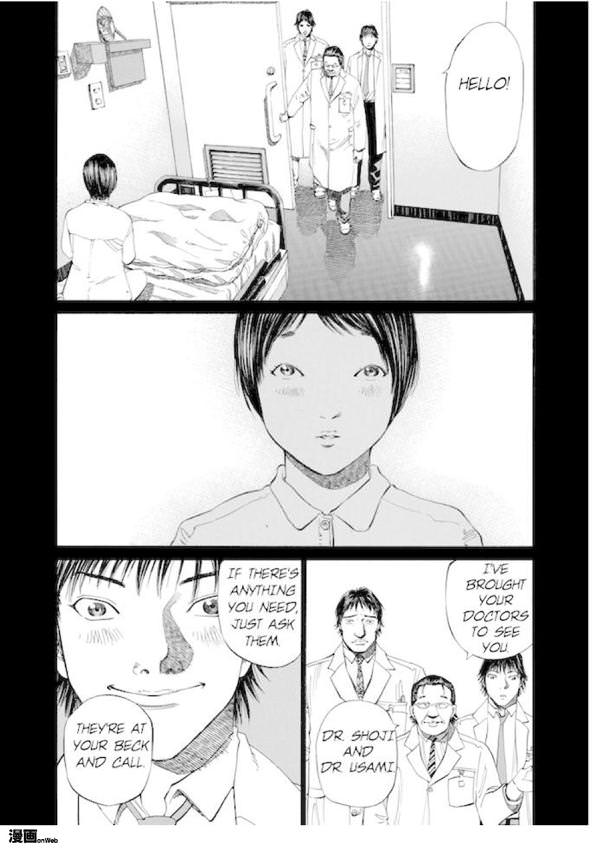 HELLO!
I'VE
BROUGHT
YOUR
DOCTORS
TO SEE
YOU.
DR. SHOJI
AND
DR. USAMI.
IF THERE'S
ANYTHING
YOU NEED,
JUST ASK
THEM.
THEY'RE AT
YOUR BECK
AND CALL.
漫画onWeb